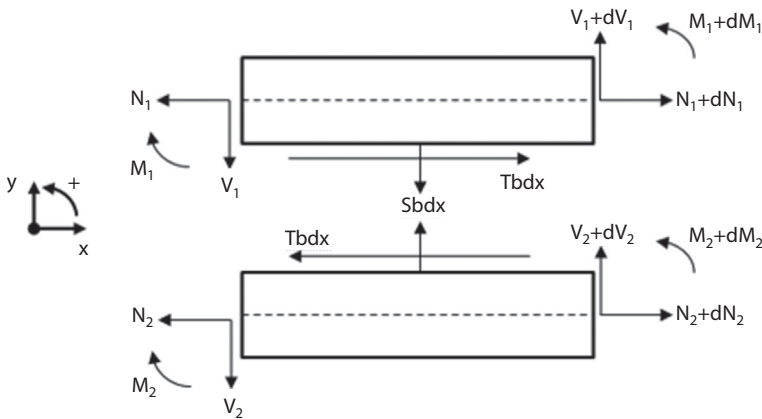 V₁+dV₁
M₁+dM₁
N₁
N₁+dN₁
M₁
V₁
Tbdx
Sbdx
y
+
x
Tbdx
V₂+dV₂
M₂+dM₂
N₂
N₂+dN₂
M₂
V₂